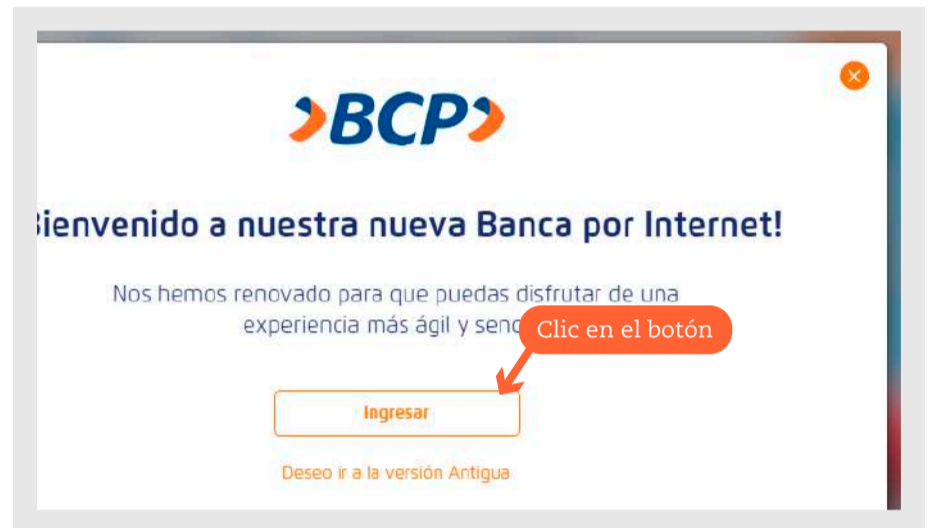 BCP
Bienvenido a nuestra nueva Banca por Internet!
Nos hemos renovado para que puedas disfrutar de una
experiencia más ágil y senc
Clic en el botón
Ingresar
Deseo ir a la versión Antigua